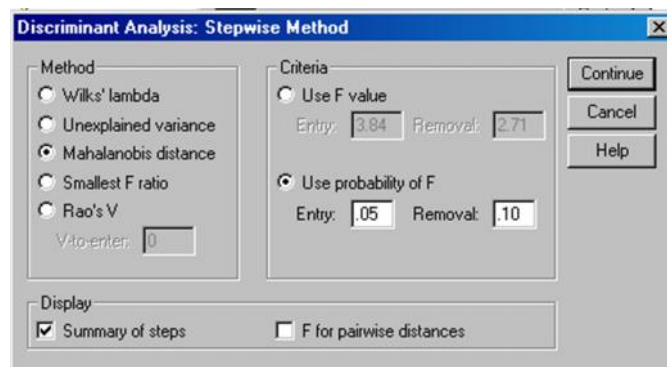 Discriminant Analysis: Stepwise Method
Method
Wilks' lambda
Unexplained variance
Mahalanobis distance
Smallest F ratio
Rao's V
V-to-enter: 0
Criteria
Use F value
Entry: 3.84 Removal: 2.71
Use probability of F
Entry: .05 Removal: .10
Continue
Cancel
Help
Display
Summary of steps F for pairwise distances